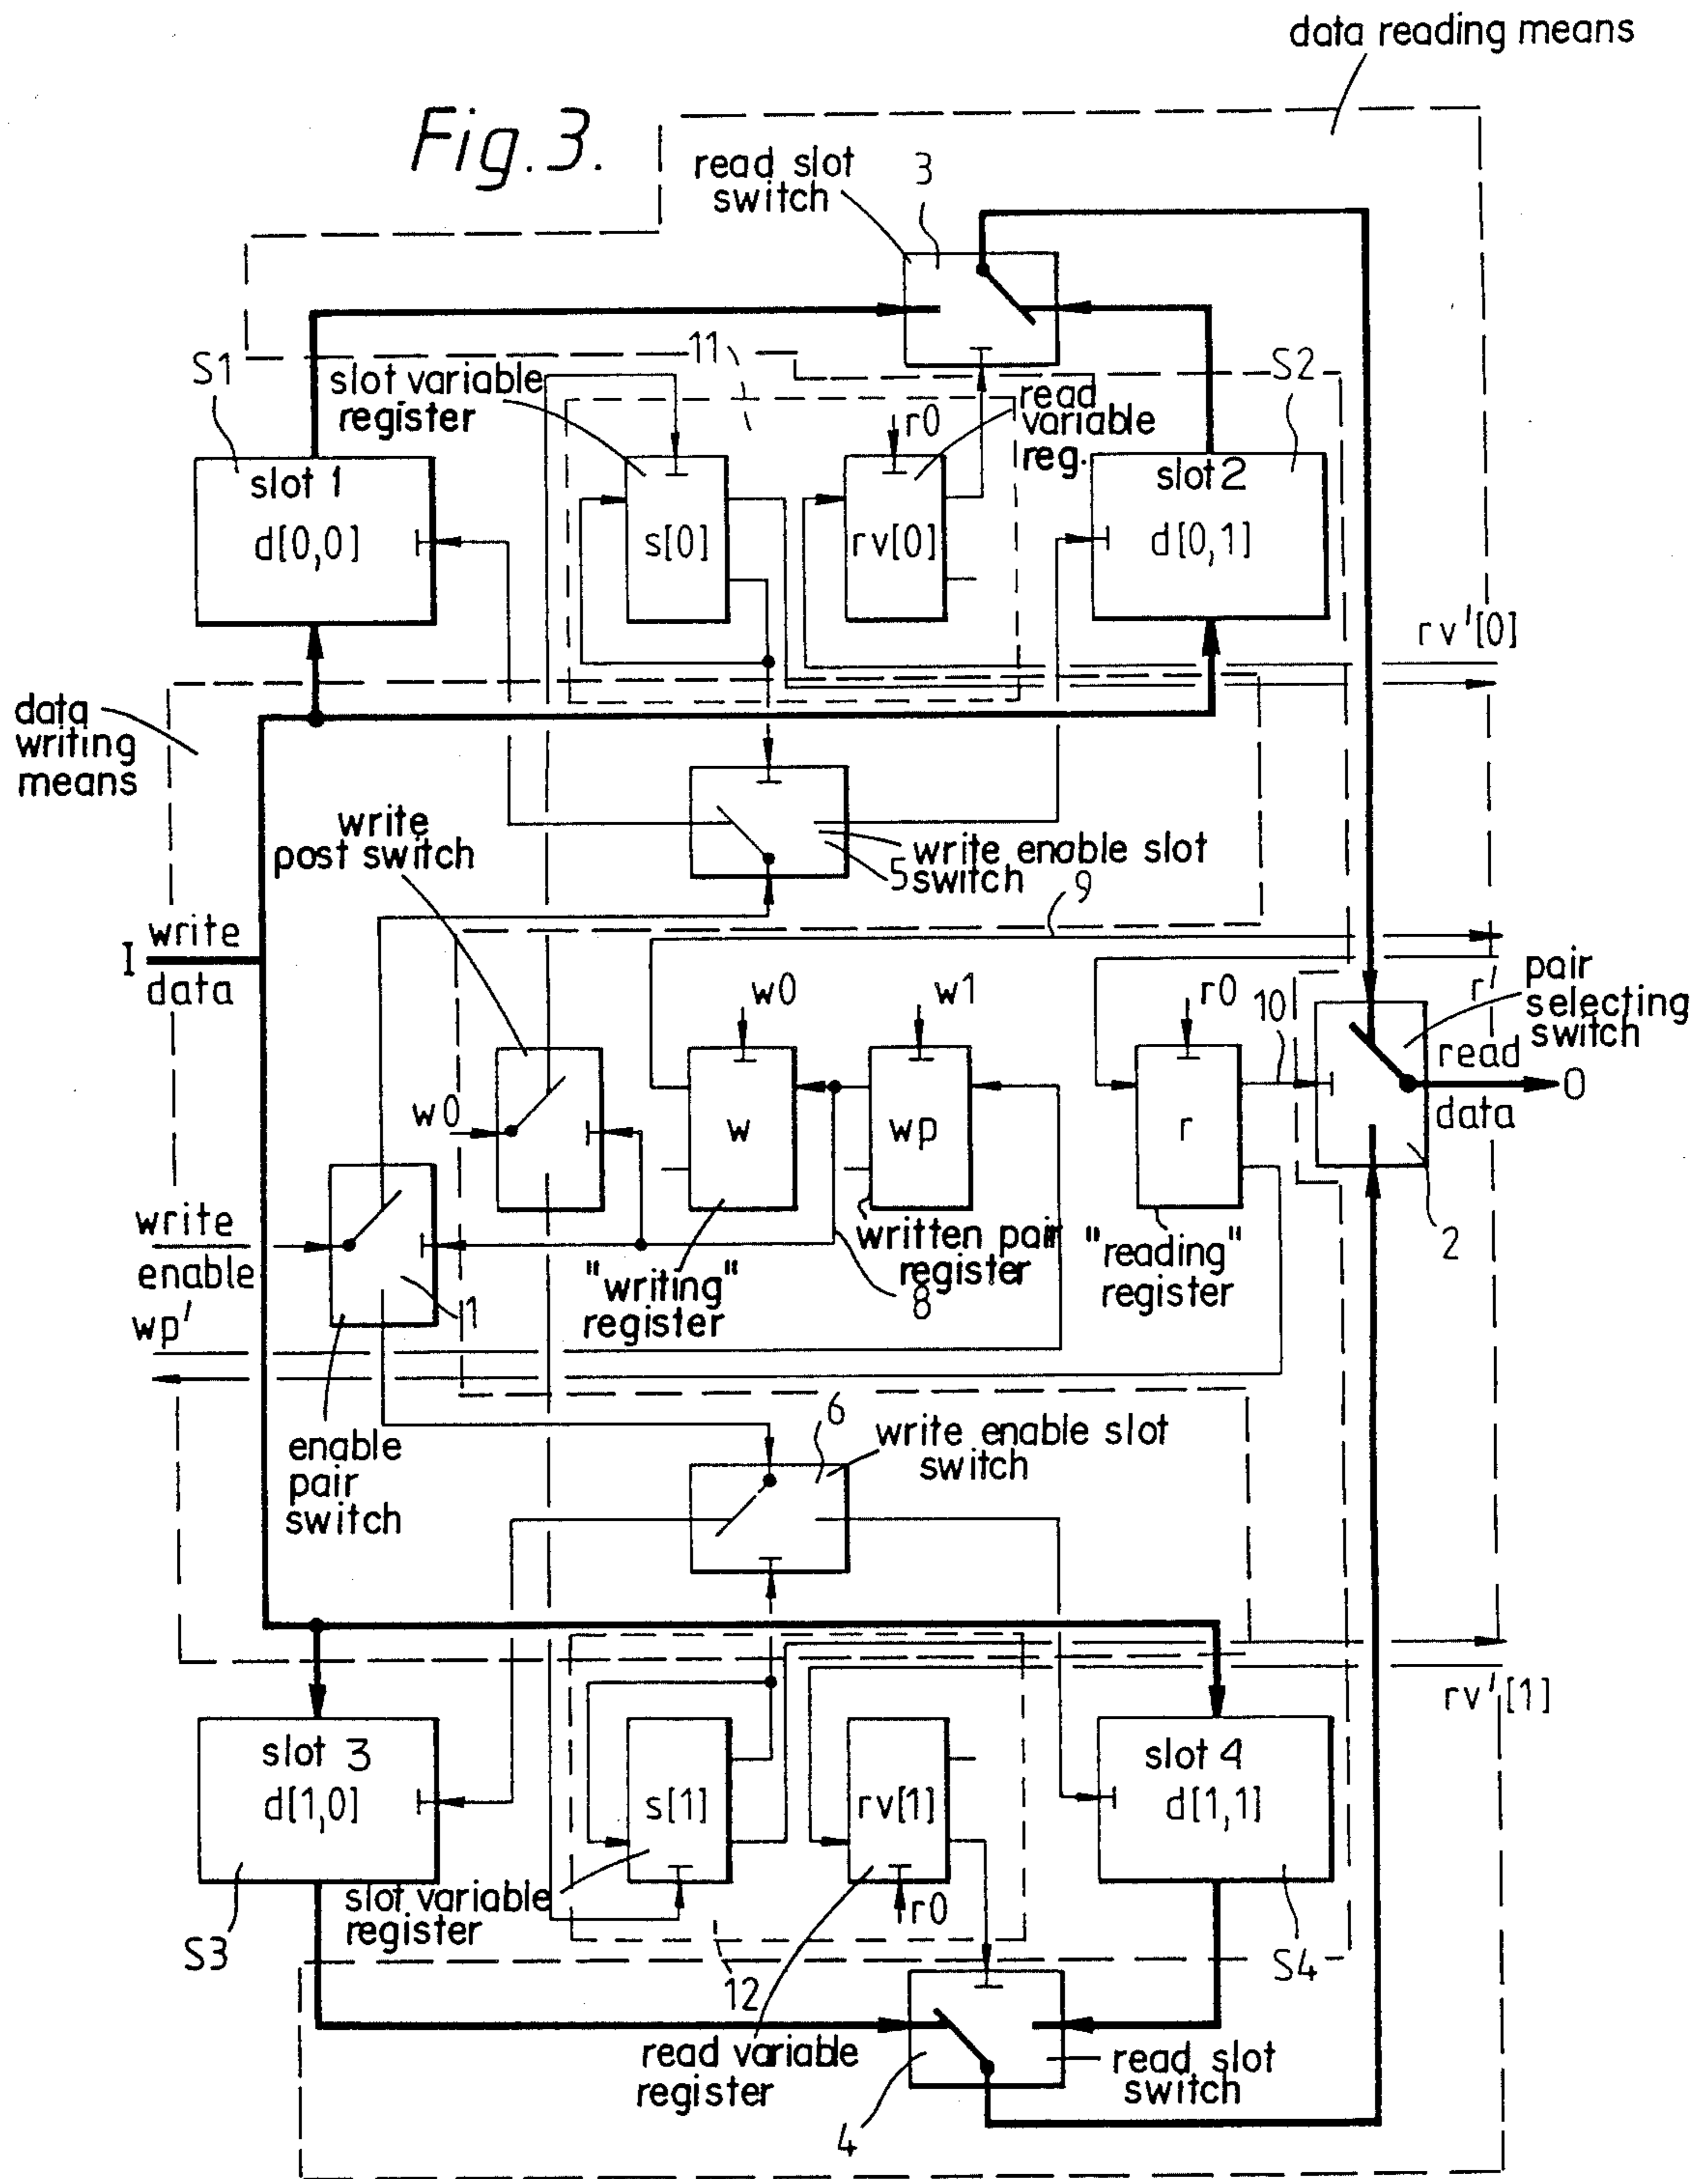 data reading means
Fig.3.
read slot
switch
3
S1
slot variable
register
11
S2
read
variable
reg.
r0
slot 1
d[0,0]
s[0]
rv[0]
slot 2
d[0,1]
rv'[0]
data
writing
means
write
post switch
write enable slot
switch
5
9
I
write
data
w0
w1
r0
10
r'
pair
selecting
switch
w0
w
wp
r
read
data
O
2
write
enable
1
"writing"
register
written pair
register
8
"reading"
register
wp'
enable
pair
switch
6
write enable slot
switch
rv'[1]
slot 3
d[1,0]
s[1]
rv[1]
slot 4
d[1,1]
S3
slot variable
register
r0
S4
12
read variable
register
4
read slot
switch